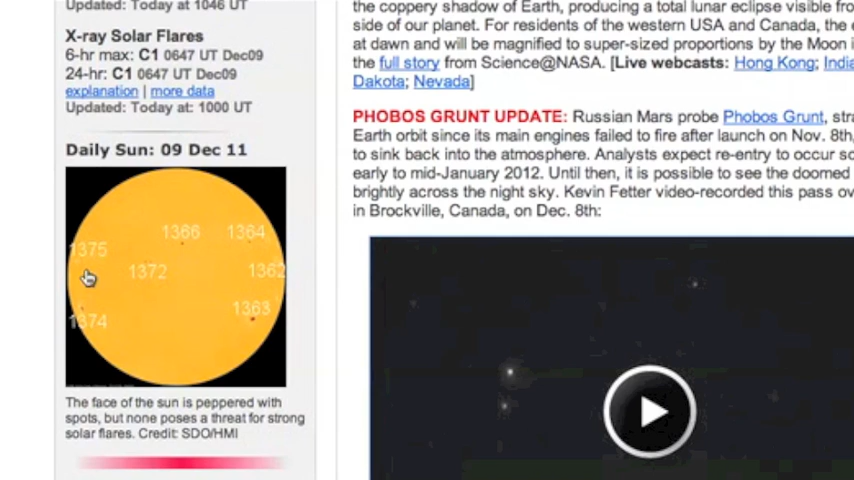 Updated: Today at 1046 UT
X-ray Solar Flares
6-hr max: C1 0647 UT Dec09
24-hr: C1 0647 UT Dec09
explanation | more data
Updated: Today at: 1000 UT
Daily Sun: 09 Dec 11
1366 1364
1375
1372 1362
1363
1374
The face of the sun is peppered with
spots, but none poses a threat for strong
solar flares. Credit: SDO/HMI
the coppery shadow of Earth, producing a total lunar eclipse visible fro
side of our planet. For residents of the western USA and Canada, the e
at dawn and will be magnified to super-sized proportions by the Moon i
the full story from Science@NASA. [Live webcasts: Hong Kong; India
Dakota; Nevada]
PHOBOS GRUNT UPDATE: Russian Mars probe Phobos Grunt, stra
Earth orbit since its main engines failed to fire after launch on Nov. 8th,
to sink back into the atmosphere. Analysts expect re-entry to occur so
early to mid-January 2012. Until then, it is possible to see the doomed
brightly across the night sky. Kevin Fetter video-recorded this pass ov
in Brockville, Canada, on Dec. 8th: